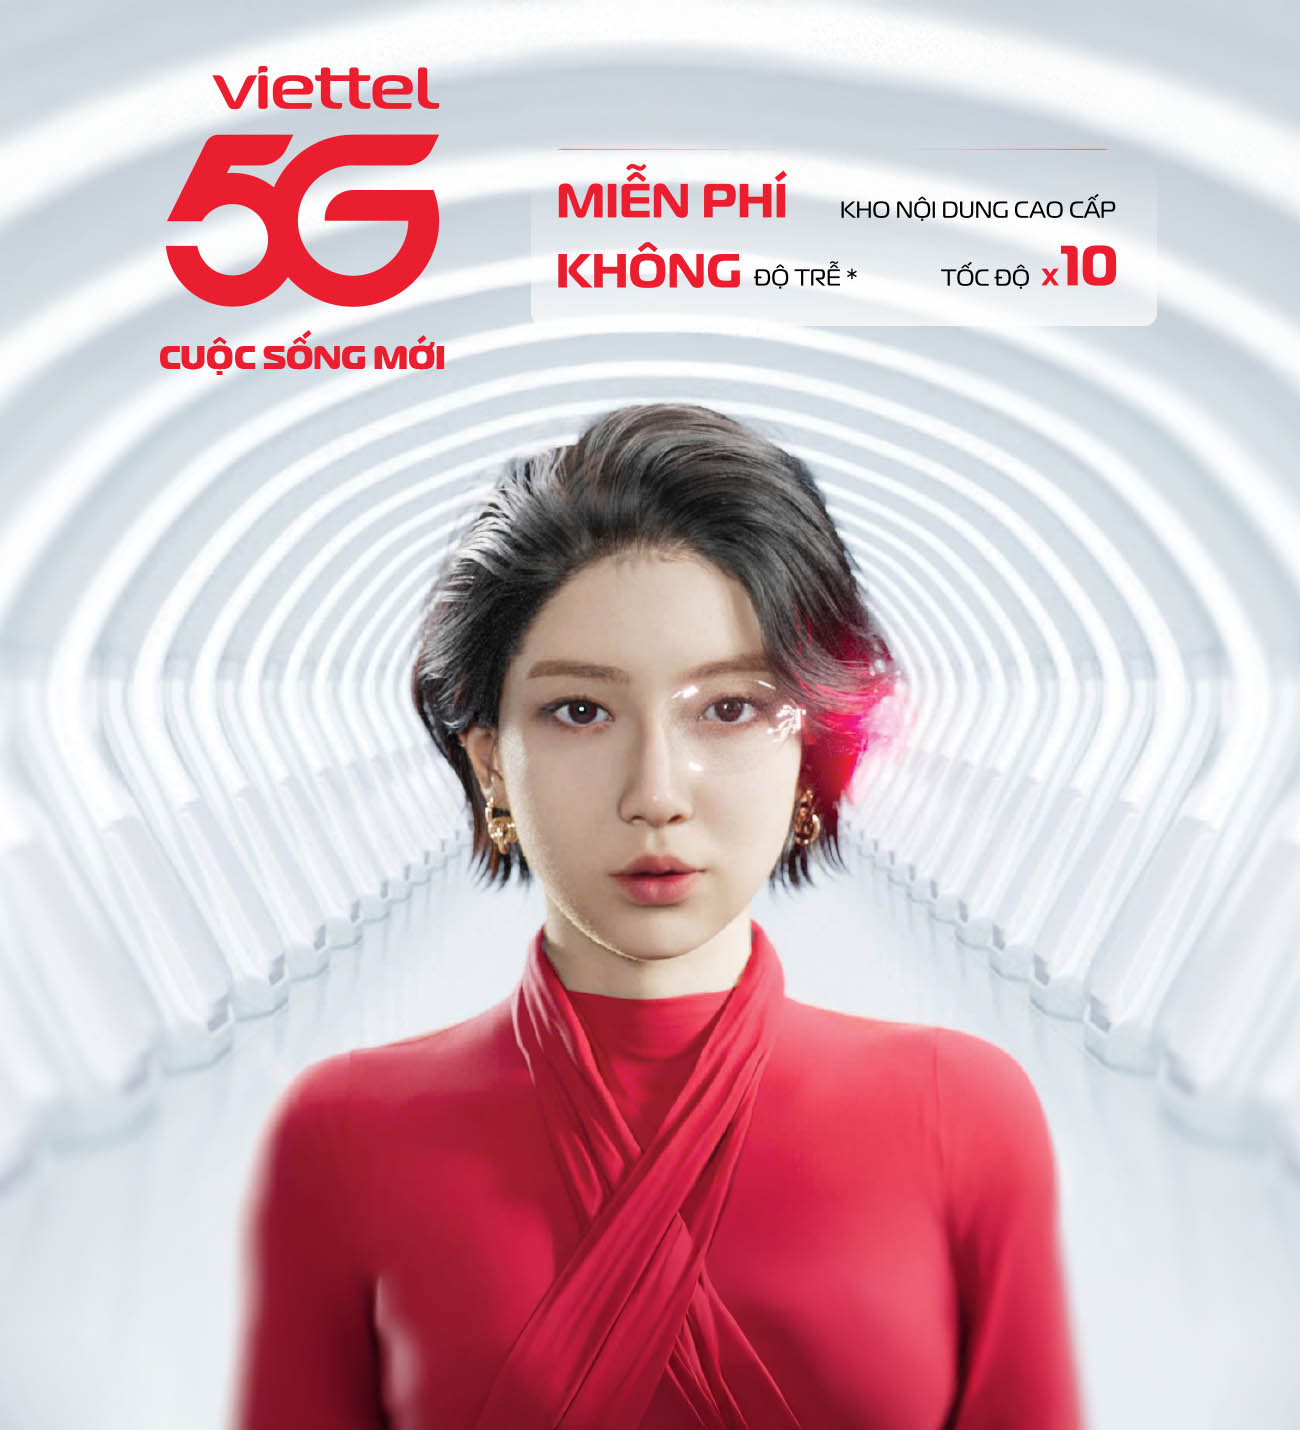 viettel
5G
CUỘC SỐNG MỚI
MIỄN PHÍ KHO NỘI DUNG CAO CẤP
KHÔNG ĐỘ TRỄ * TỐC ĐỘ x10